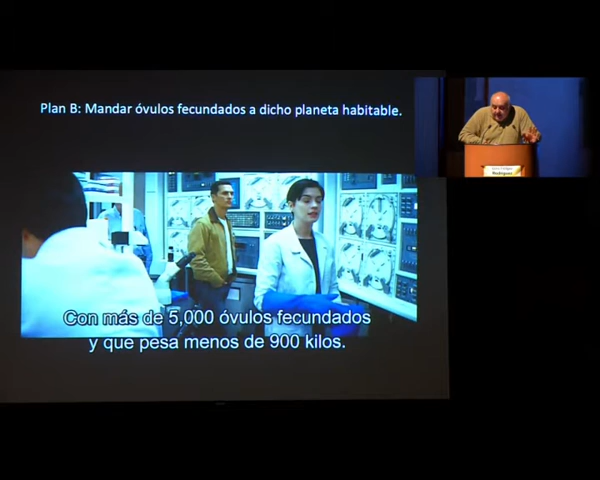 Plan B: Mandar óvulos fecundados a dicho planeta habitable.
Con más de 5,000 óvulos fecundados
y que pesa menos de 900 kilos.
Rodríguez